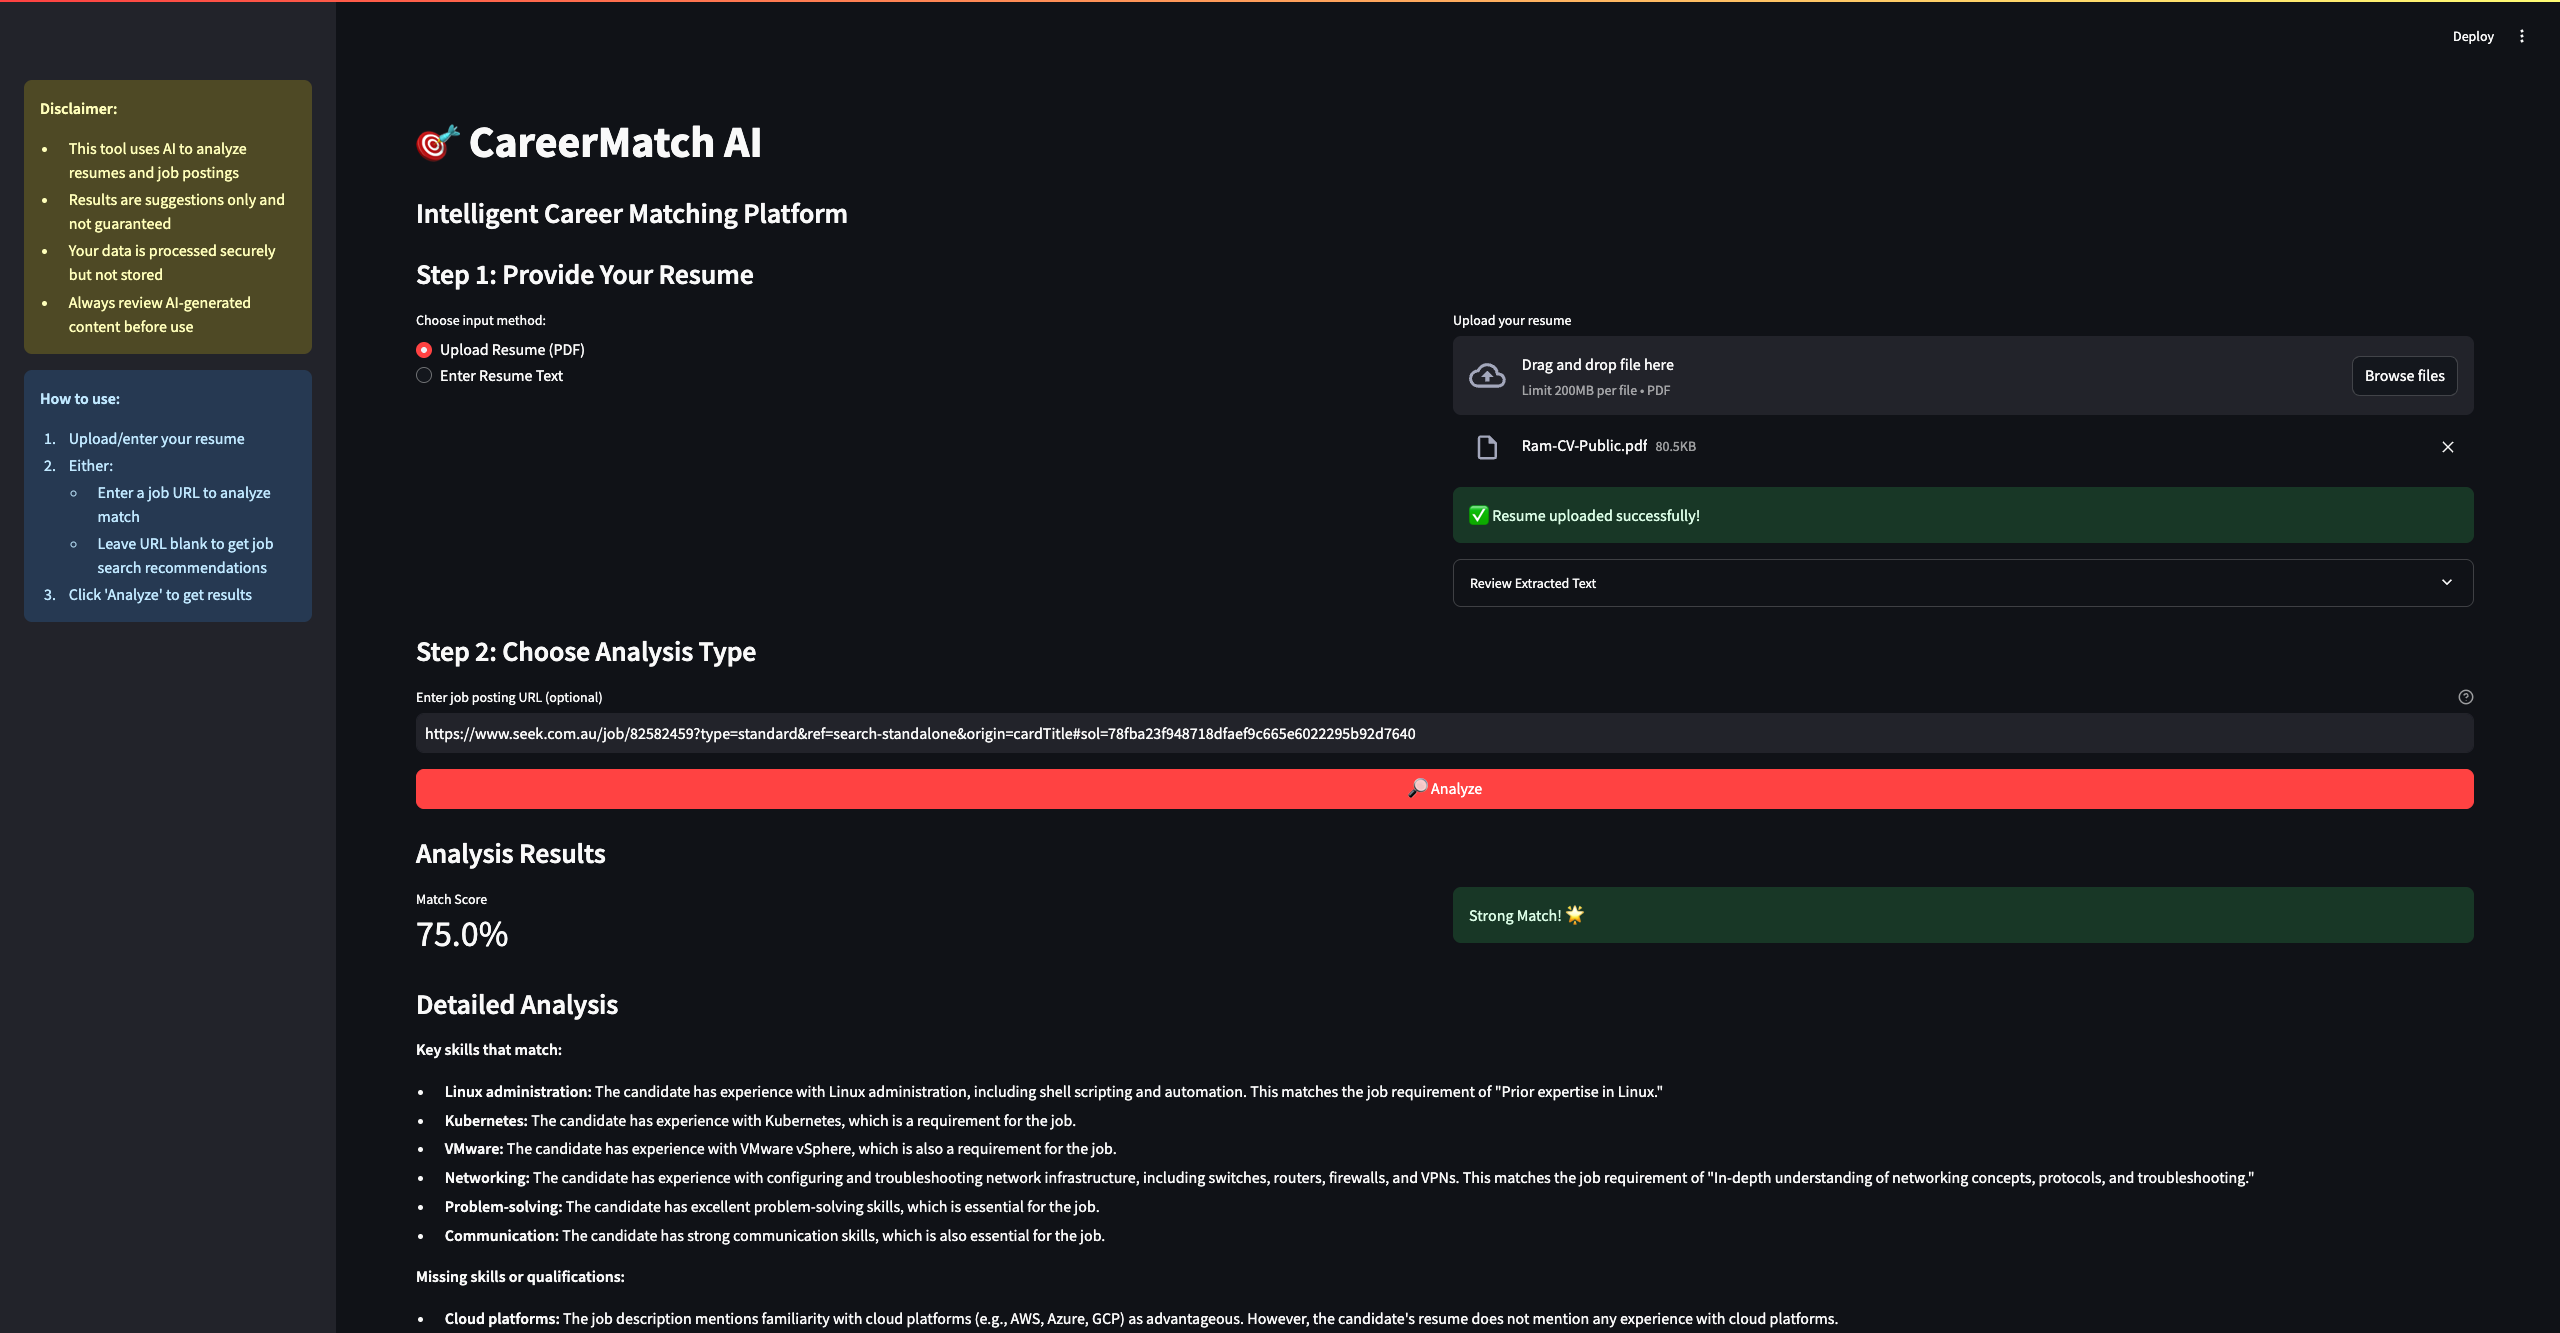 Deploy
Disclaimer:
• This tool uses AI to analyze
resumes and job postings
• Results are suggestions only and
not guaranteed
• Your data is processed securely
but not stored
• Always review AI-generated
content before use
How to use:
1. Upload/enter your resume
2. Either:
◦ Enter a job URL to analyze
match
◦ Leave URL blank to get job
search recommendations
3. Click 'Analyze' to get results
🎯 CareerMatch AI
Intelligent Career Matching Platform
Step 1: Provide Your Resume
Choose input method:
Upload Resume (PDF)
Enter Resume Text
Upload your resume
Drag and drop file here
Limit 200MB per file • PDF
Browse files
Ram-CV-Public.pdf 80.5KB
✅ Resume uploaded successfully!
Review Extracted Text
Step 2: Choose Analysis Type
Enter job posting URL (optional)
https://www.seek.com.au/job/82582459?type=standard&ref=search-standalone&origin=cardTitle#sol=78fba23f948718dfaef9c665e6022295b92d7640
🔎 Analyze
Analysis Results
Match Score
75.0%
Strong Match! 🌟
Detailed Analysis
Key skills that match:
• Linux administration: The candidate has experience with Linux administration, including shell scripting and automation. This matches the job requirement of "Prior expertise in Linux."
• Kubernetes: The candidate has experience with Kubernetes, which is a requirement for the job.
• VMware: The candidate has experience with VMware vSphere, which is also a requirement for the job.
• Networking: The candidate has experience with configuring and troubleshooting network infrastructure, including switches, routers, firewalls, and VPNs. This matches the job requirement of "In-depth understanding of networking concepts, protocols, and troubleshooting."
• Problem-solving: The candidate has excellent problem-solving skills, which is essential for the job.
• Communication: The candidate has strong communication skills, which is also essential for the job.
Missing skills or qualifications:
• Cloud platforms: The job description mentions familiarity with cloud platforms (e.g., AWS, Azure, GCP) as advantageous. However, the candidate's resume does not mention any experience with cloud platforms.